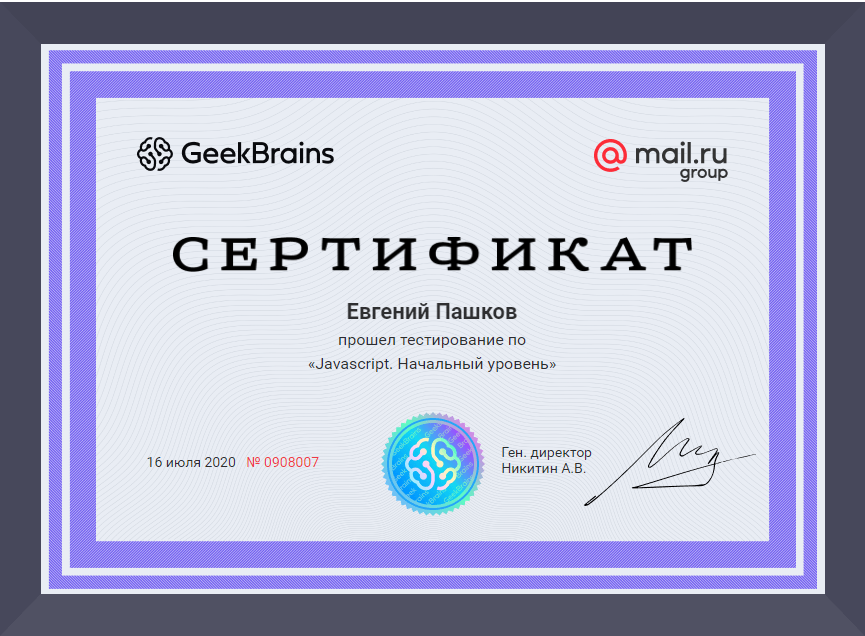 GeekBrains
@mail.ru
group
СЕРТИФИКАТ
Евгений Пашков
прошел тестирование по
«Javascript. Начальный уровень»
16 июля 2020 № 0908007
Ген. директор
Никитин А.В.